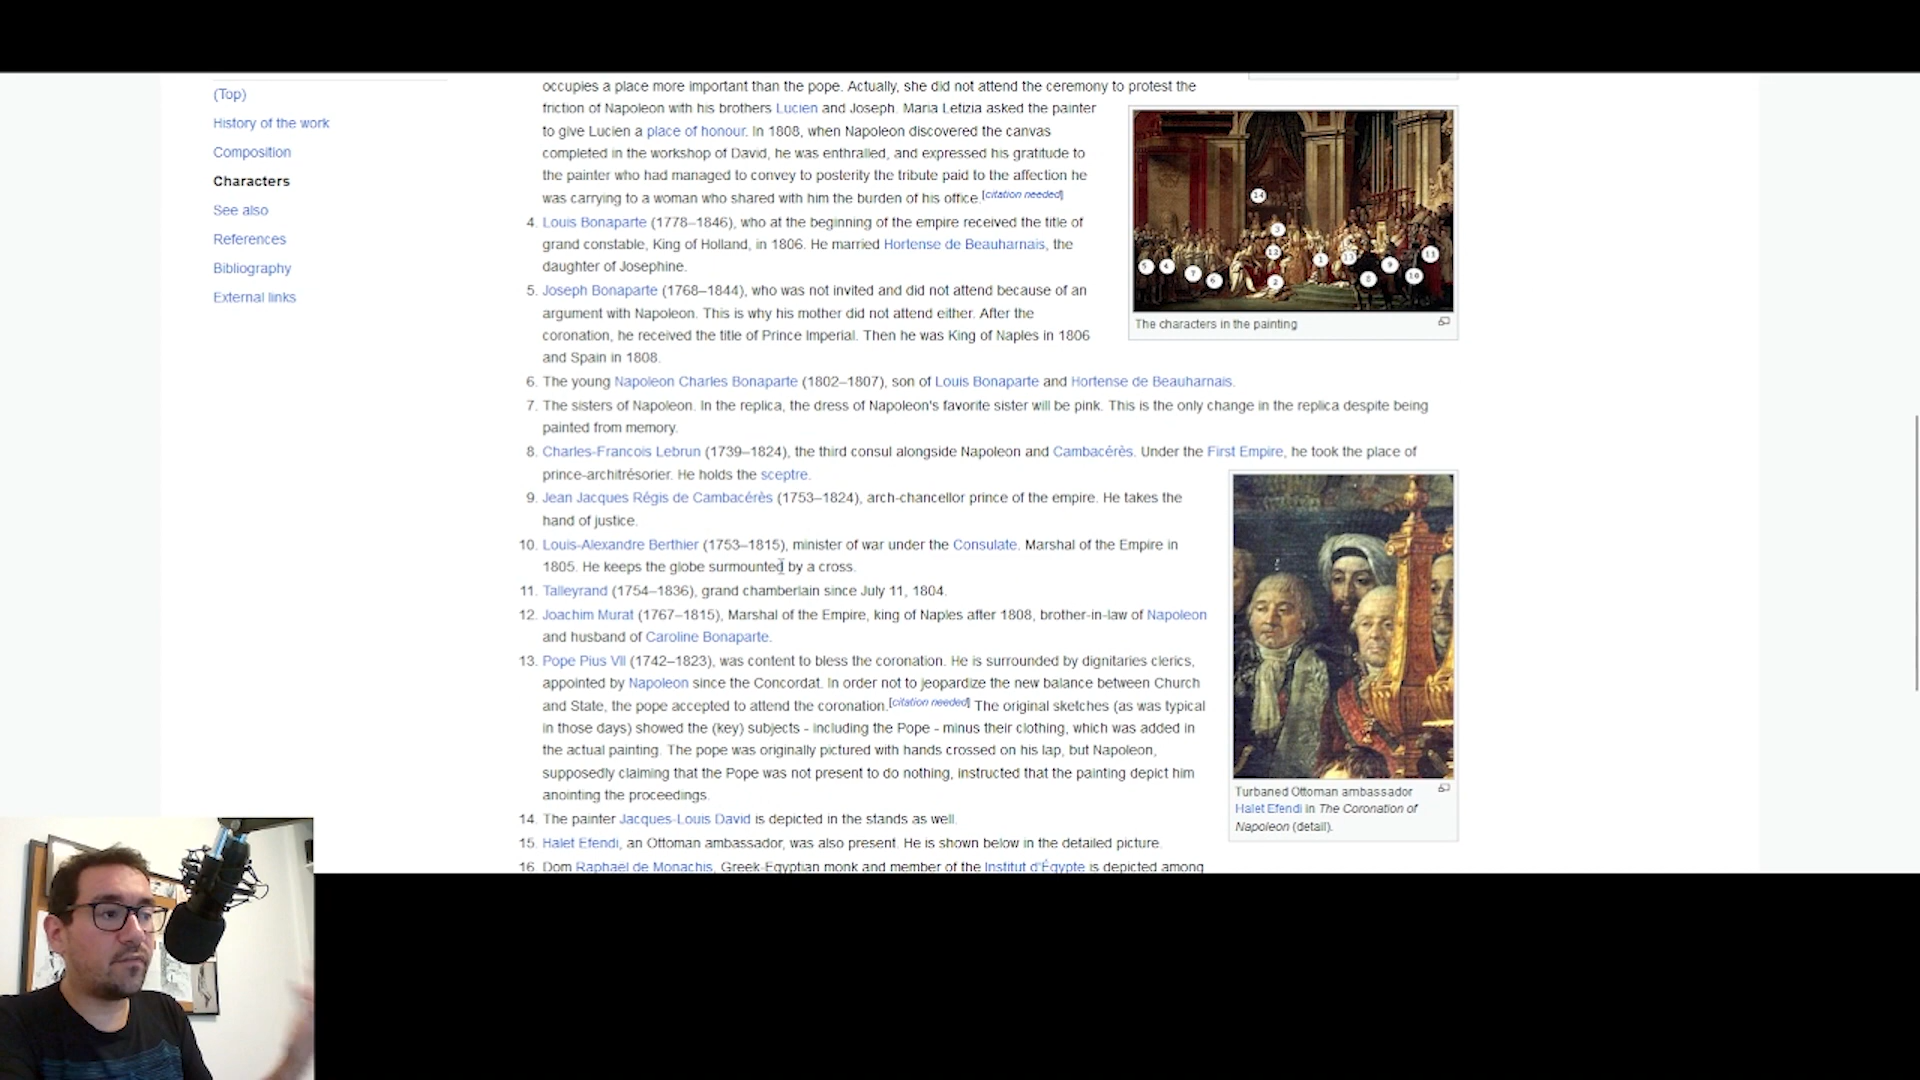 (Top)
History of the work
Composition
Characters
See also
References
Bibliography
External links
occupies a place more important than the pope. Actually, she did not attend the ceremony to protest the
friction of Napoleon with his brothers Lucien and Joseph. Maria Letizia asked the painter
to give Lucien a place of honour. In 1808, when Napoleon discovered the canvas
completed in the workshop of David, he was enthralled, and expressed his gratitude to
the painter who had managed to convey to posterity the tribute paid to the affection he
was carrying to a woman who shared with him the burden of his office.[citation needed]
4. Louis Bonaparte (1778–1846), who at the beginning of the empire received the title of
grand constable, King of Holland, in 1806. He married Hortense de Beauharnais, the
daughter of Josephine.
5. Joseph Bonaparte (1768–1844), who was not invited and did not attend because of an
argument with Napoleon. This is why his mother did not attend either. After the
coronation, he received the title of Prince Imperial. Then he was King of Naples in 1806
and Spain in 1808.
6. The young Napoleon Charles Bonaparte (1802–1807), son of Louis Bonaparte and Hortense de Beauharnais.
7. The sisters of Napoleon. In the replica, the dress of Napoleon's favorite sister will be pink. This is the only change in the replica despite being
painted from memory.
8. Charles-Francois Lebrun (1739–1824), the third consul alongside Napoleon and Cambacérès. Under the First Empire, he took the place of
prince-architrésorier. He holds the sceptre.
9. Jean Jacques Régis de Cambacérès (1753–1824), arch-chancellor prince of the empire. He takes the
hand of justice.
10. Louis-Alexandre Berthier (1753–1815), minister of war under the Consulate. Marshal of the Empire in
1805. He keeps the globe surmounted by a cross.
11. Talleyrand (1754–1836), grand chamberlain since July 11, 1804.
12. Joachim Murat (1767–1815), Marshal of the Empire, king of Naples after 1808, brother-in-law of Napoleon
and husband of Caroline Bonaparte.
13. Pope Pius VII (1742–1823), was content to bless the coronation. He is surrounded by dignitaries clerics,
appointed by Napoleon since the Concordat. In order not to jeopardize the new balance between Church
and State, the pope accepted to attend the coronation.[citation needed] The original sketches (as was typical
in those days) showed the (key) subjects - including the Pope - minus their clothing, which was added in
the actual painting. The pope was originally pictured with hands crossed on his lap, but Napoleon,
supposedly claiming that the Pope was not present to do nothing, instructed that the painting depict him
anointing the proceedings.
14. The painter Jacques-Louis David is depicted in the stands as well.
15. Halet Efendi, an Ottoman ambassador, was also present. He is shown below in the detailed picture.
16. Dom Raphaël de Monachis, Greek-Egyptian monk and member of the Institut d'Égypte is depicted among
14
3
12
1
13
11
5
4
7
6
2
8
9
10
The characters in the painting
Turbaned Ottoman ambassador
Halet Efendi in The Coronation of
Napoleon (detail).